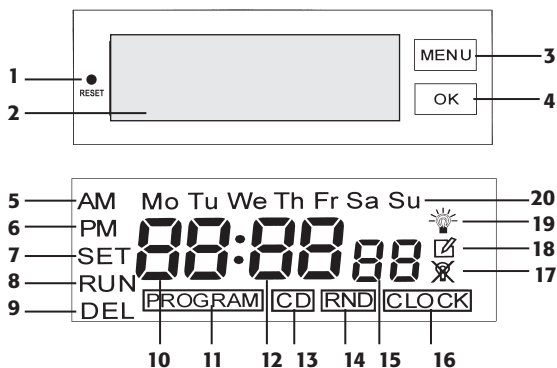 MENU 3
1 RESET
OK 4
2
5 AM Mo Tu We Th Fr Sa Su 20
6 PM 88:88 88 19
7 SET 18
8 RUN 17
9 DEL PROGRAM CD RND CLOCK
10 11 12 13 14 15 16